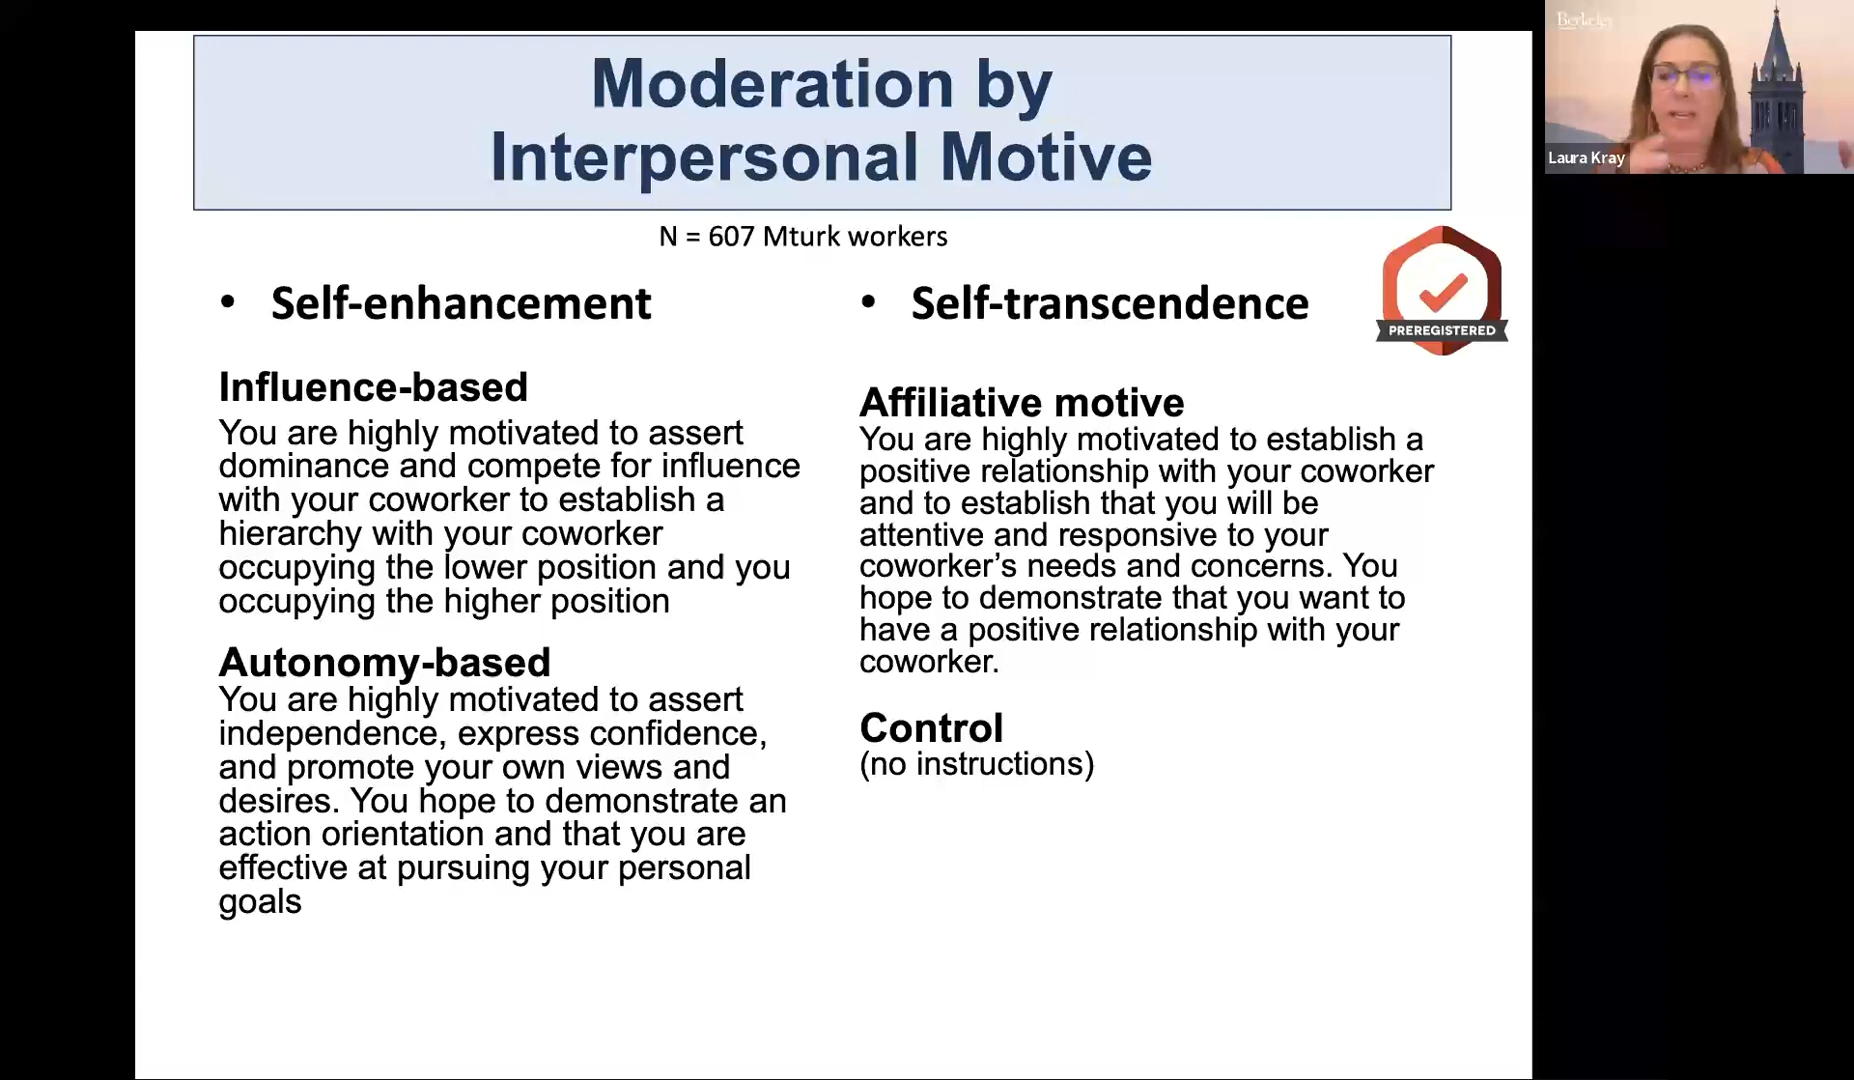 Moderation by
Interpersonal Motive
N = 607 Mturk workers
• Self-enhancement
Influence-based
You are highly motivated to assert
dominance and compete for influence
with your coworker to establish a
hierarchy with your coworker
occupying the lower position and you
occupying the higher position
Autonomy-based
You are highly motivated to assert
independence, express confidence,
and promote your own views and
desires. You hope to demonstrate an
action orientation and that you are
effective at pursuing your personal
goals
• Self-transcendence
Affiliative motive
You are highly motivated to establish a
positive relationship with your coworker
and to establish that you will be
attentive and responsive to your
coworker’s needs and concerns. You
hope to demonstrate that you want to
have a positive relationship with your
coworker.
Control
(no instructions)
PREREGISTERED
Berkeley
Laura Kray